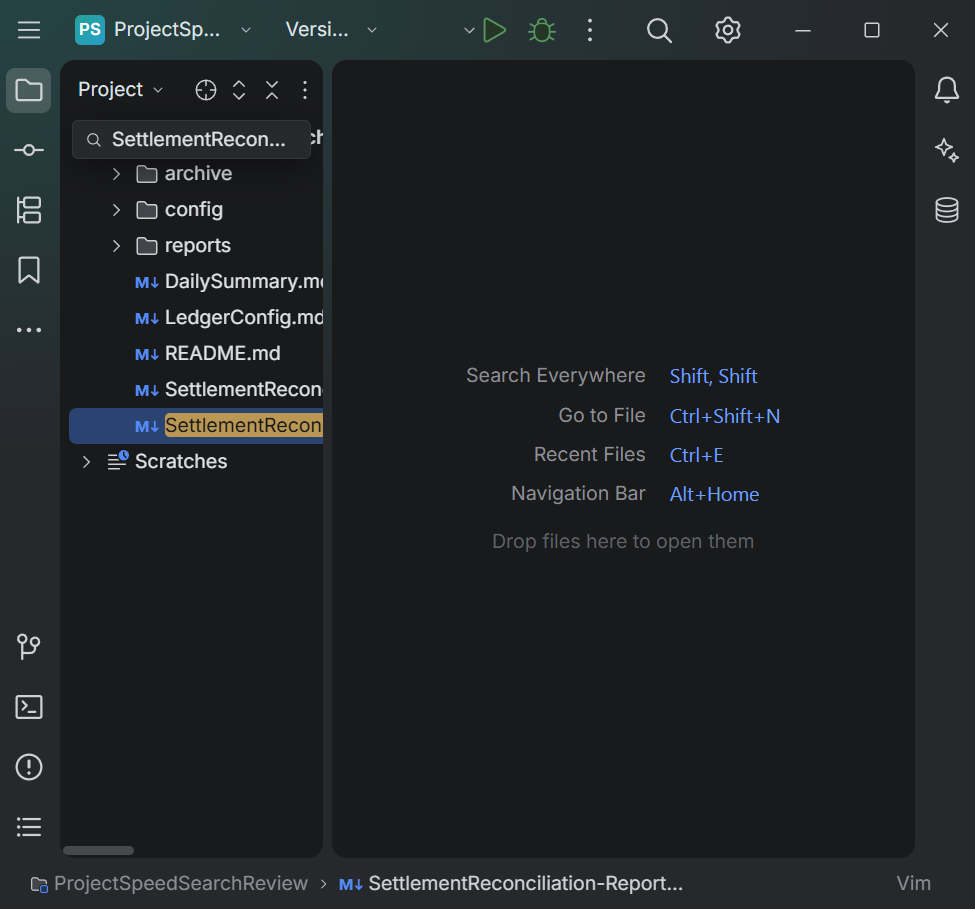 PS ProjectSp... Versi...
Project
SettlementRecon... ch
archive
config
reports
DailySummary.md
LedgerConfig.md
README.md
SettlementRecon
SettlementRecon
Scratches
Search Everywhere Shift, Shift
Go to File Ctrl+Shift+N
Recent Files Ctrl+E
Navigation Bar Alt+Home
Drop files here to open them
ProjectSpeedSearchReview › M↓ SettlementReconciliation-Report... Vim